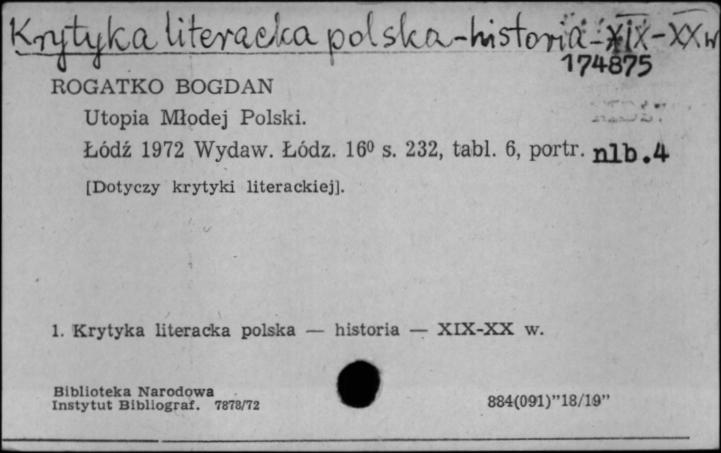 Krytyka literacka polska-historia-XIX-XX w
174875
ROGATKO BOGDAN
Utopia Młodej Polski.
Łódź 1972 Wydaw. Łódz. 16⁰ s. 232, tabl. 6, portr. nlb.4
[Dotyczy krytyki literackiej].
1. Krytyka literacka polska — historia — XIX-XX w.
Biblioteka Narodowa
Instytut Bibliograf. 7878/72
884(091)"18/19"